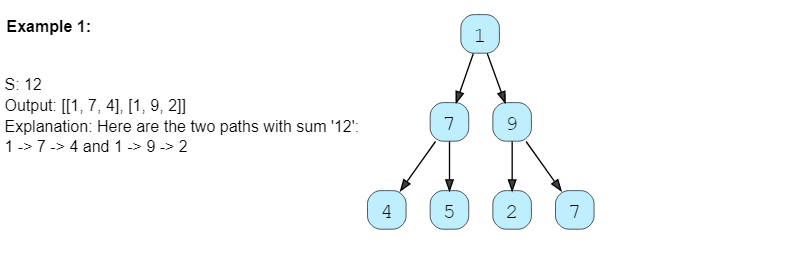 Example 1:
S: 12
Output: [[1, 7, 4], [1, 9, 2]]
Explanation: Here are the two paths with sum '12':
1 -> 7 -> 4 and 1 -> 9 -> 2
1
7 9
4 5 2 7